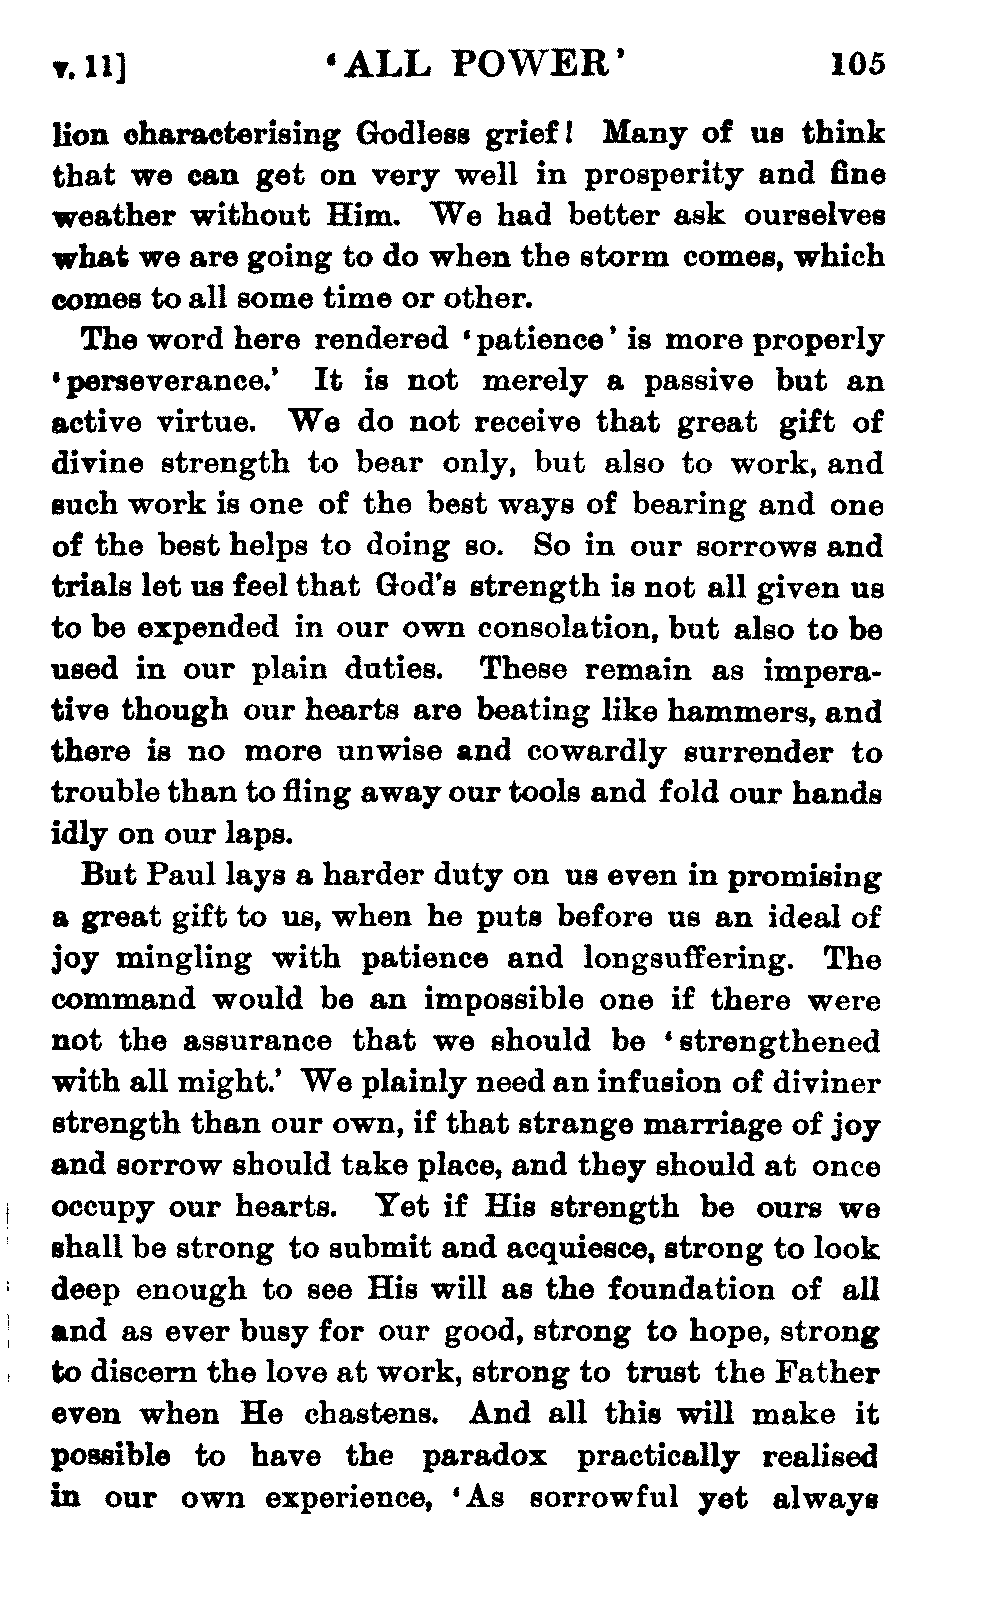 v. 11] 'ALL POWER' 105
lion characterising Godless grief! Many of us think
that we can get on very well in prosperity and fine
weather without Him. We had better ask ourselves
what we are going to do when the storm comes, which
comes to all some time or other.
The word here rendered 'patience' is more properly
'perseverance.' It is not merely a passive but an
active virtue. We do not receive that great gift of
divine strength to bear only, but also to work, and
such work is one of the best ways of bearing and one
of the best helps to doing so. So in our sorrows and
trials let us feel that God's strength is not all given us
to be expended in our own consolation, but also to be
used in our plain duties. These remain as impera-
tive though our hearts are beating like hammers, and
there is no more unwise and cowardly surrender to
trouble than to fling away our tools and fold our hands
idly on our laps.
But Paul lays a harder duty on us even in promising
a great gift to us, when he puts before us an ideal of
joy mingling with patience and longsuffering. The
command would be an impossible one if there were
not the assurance that we should be 'strengthened
with all might.' We plainly need an infusion of diviner
strength than our own, if that strange marriage of joy
and sorrow should take place, and they should at once
occupy our hearts. Yet if His strength be ours we
shall be strong to submit and acquiesce, strong to look
deep enough to see His will as the foundation of all
and as ever busy for our good, strong to hope, strong
to discern the love at work, strong to trust the Father
even when He chastens. And all this will make it
possible to have the paradox practically realised
in our own experience, 'As sorrowful yet always